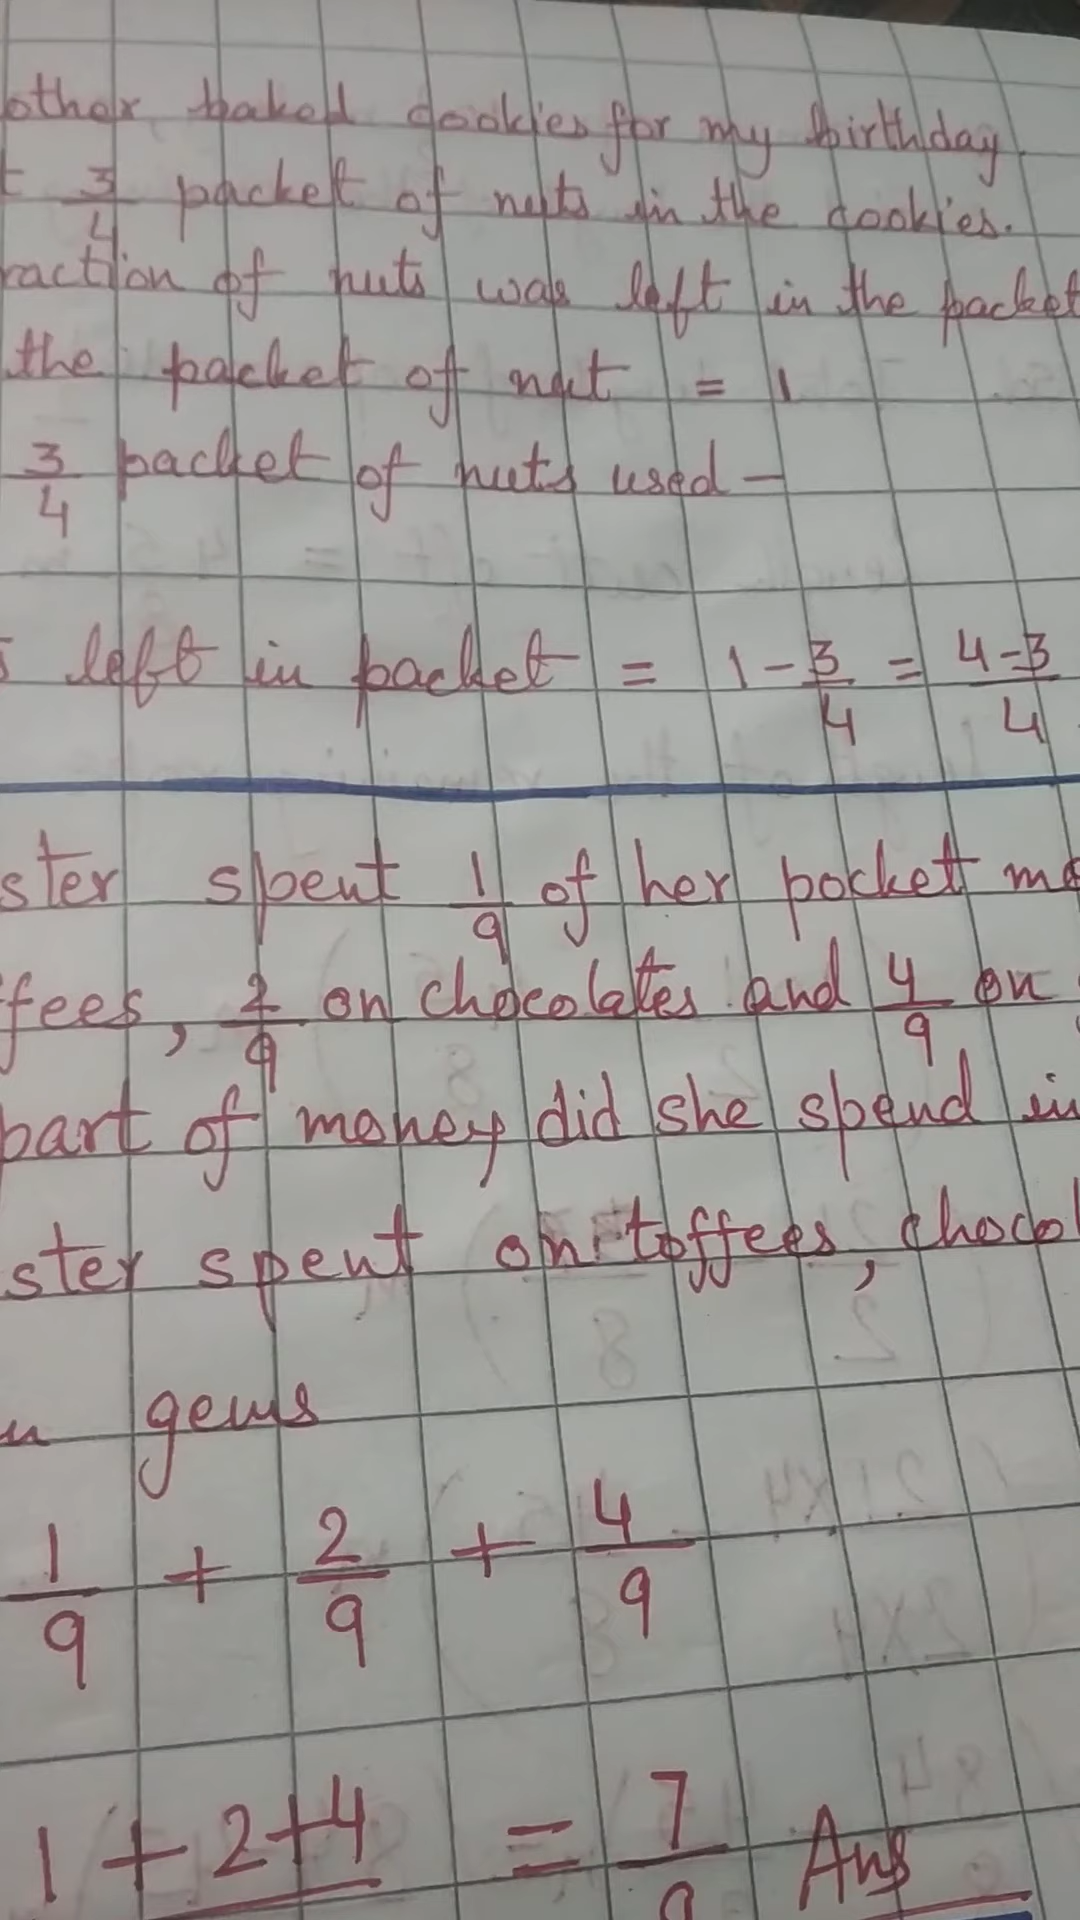 other baked cookies for my birthday.
3/4 packet of nuts in the cookies.
raction of nuts was left in the packet
the packet of nut = 1
3/4 packet of nuts used -
left in packet = 1 - 3/4 = 4-3/4
ster spent 1/9 of her pocket mo
fees, 2/9 on chocolates and 4/9 on
part of money did she spend in
ster spent on toffees, chocol
gems
1/9 + 2/9 + 4/9
1 + 2+4 = 7/9 Ans